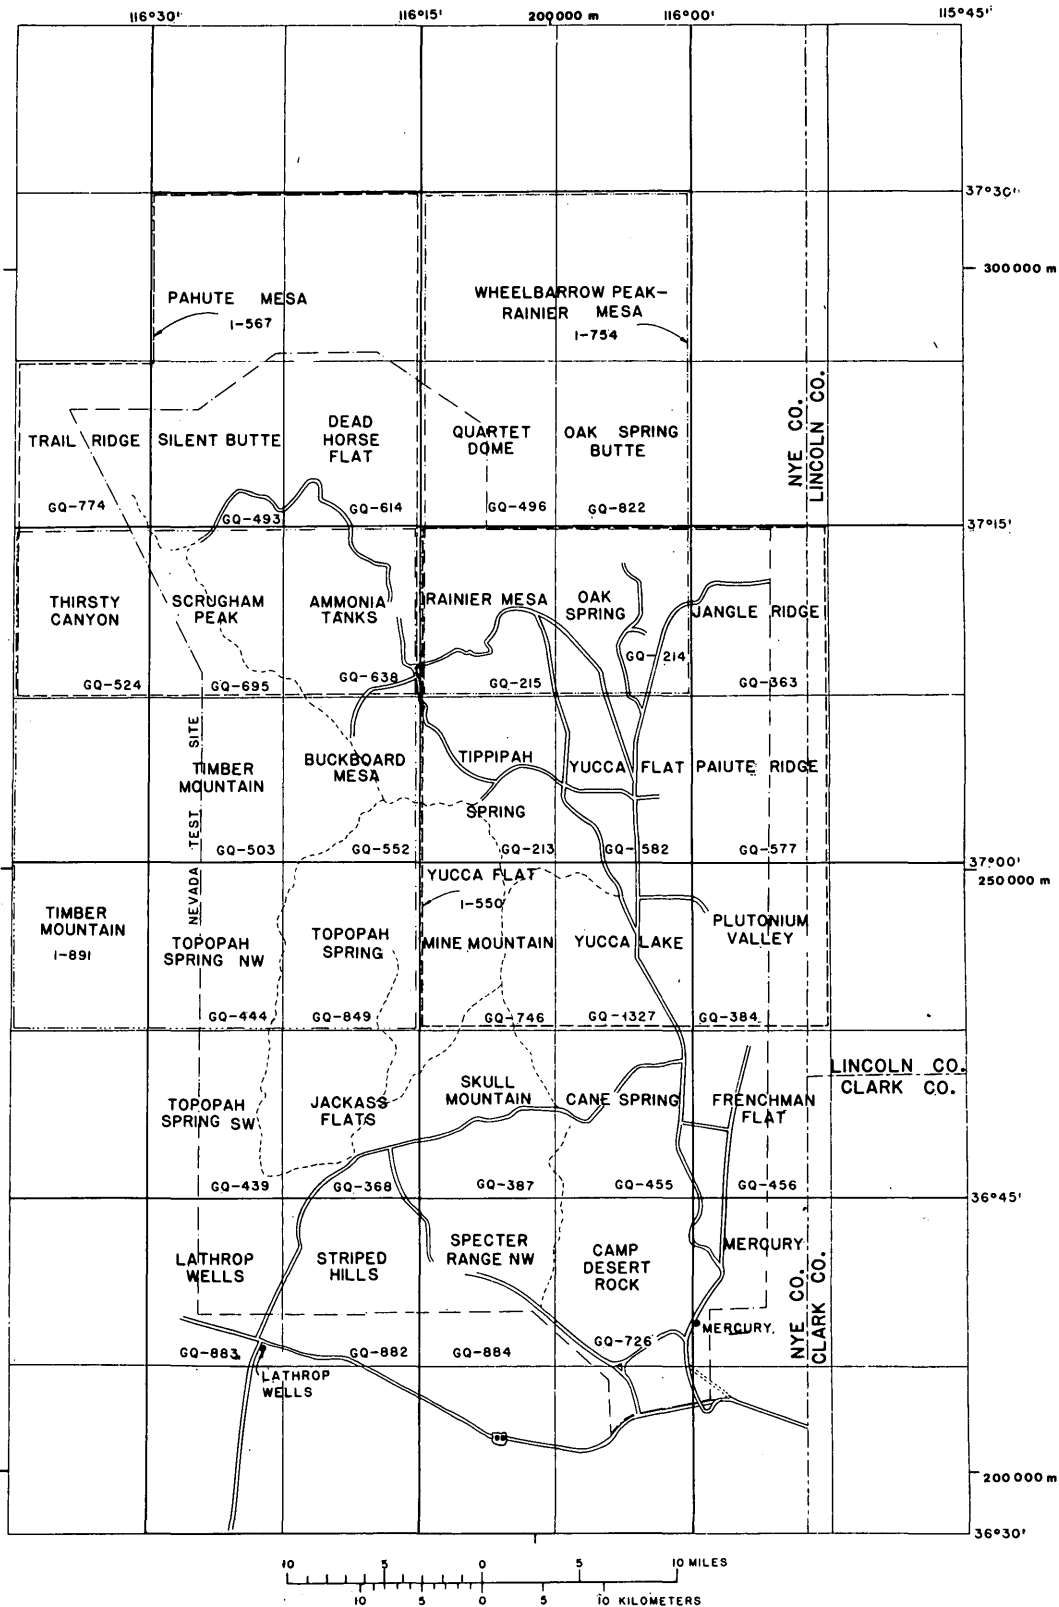 116°30'
116°15'
200000 m
116°00'
115°45'
37°30'
300000 m
PAHUTE MESA
I-567
WHEELBARROW PEAK–
RAINIER MESA
I-754
NYE CO.
LINCOLN CO.
TRAIL RIDGE
GQ-774
SILENT BUTTE
GQ-493
DEAD
HORSE
FLAT
GQ-614
QUARTET
DOME
GQ-496
OAK SPRING
BUTTE
GQ-822
37°15'
THIRSTY
CANYON
GQ-524
SCRUGHAM
PEAK
GQ-695
AMMONIA
TANKS
GQ-638
RAINIER MESA
GQ-215
OAK
SPRING
GQ-214
JANGLE RIDGE
GQ-363
NEVADA TEST SITE
TIMBER
MOUNTAIN
GQ-503
BUCKBOARD
MESA
GQ-552
TIPPIPAH
SPRING
GQ-213
YUCCA FLAT
GQ-582
PAIUTE RIDGE
GQ-577
37°00'
250000 m
TIMBER
MOUNTAIN
I-891
TOPOPAH
SPRING NW
GQ-444
TOPOPAH
SPRING
GQ-849
YUCCA FLAT
I-550
MINE MOUNTAIN
GQ-746
YUCCA LAKE
GQ-1327
PLUTONIUM
VALLEY
GQ-384
LINCOLN CO.
CLARK CO.
TOPOPAH
SPRING SW
GQ-439
JACKASS
FLATS
GQ-368
SKULL
MOUNTAIN
GQ-387
CANE SPRING
GQ-455
FRENCHMAN
FLAT
GQ-456
36°45'
LATHROP
WELLS
GQ-883
STRIPED
HILLS
GQ-882
SPECTER
RANGE NW
GQ-884
CAMP
DESERT
ROCK
GQ-726
MERCURY
MERCURY
NYE CO.
CLARK CO.
LATHROP
WELLS
200000 m
36°30'
10 5 0 5 10 MILES
10 5 0 5 10 KILOMETERS